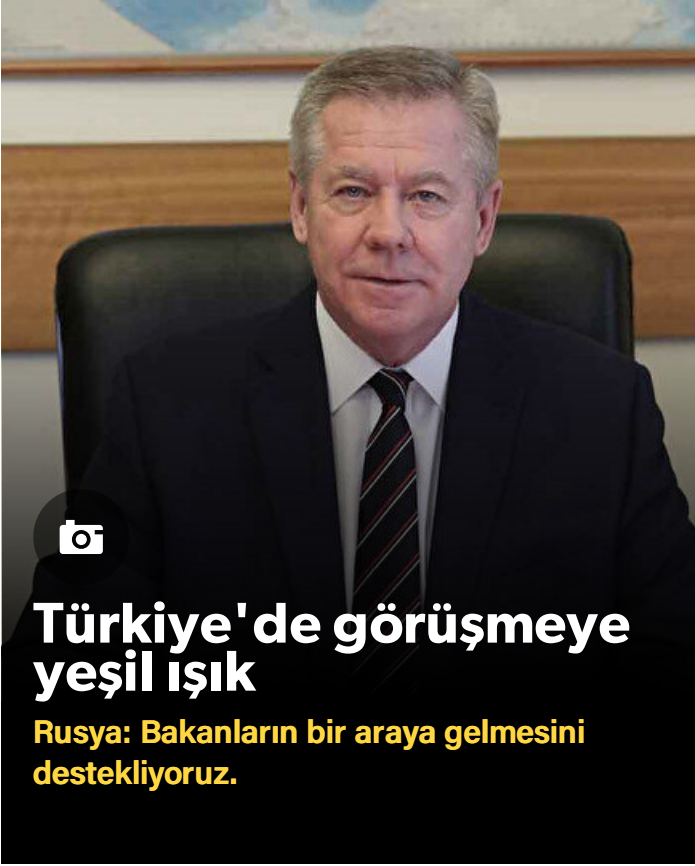 Türkiye'de görüşmeye
yeşil ışık
Rusya: Bakanların bir araya gelmesini
destekliyoruz.